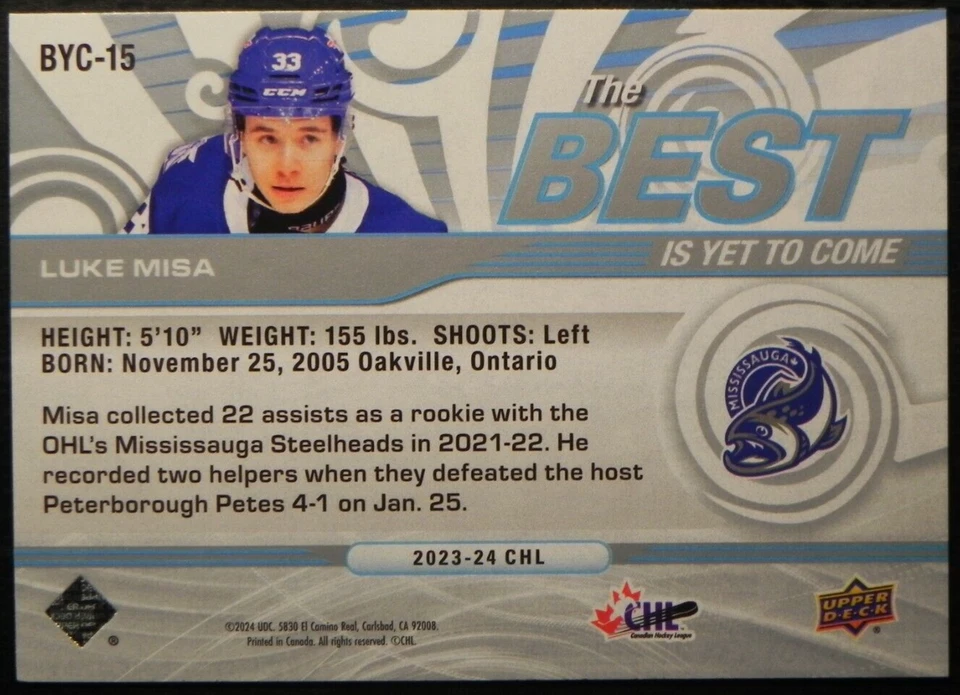 BYC-15
33
CCM
The
BEST
IS YET TO COME
LUKE MISA
HEIGHT: 5'10” WEIGHT: 155 lbs. SHOOTS: Left
BORN: November 25, 2005 Oakville, Ontario
MISSISSAUGA
Misa collected 22 assists as a rookie with the
OHL's Mississauga Steelheads in 2021-22. He
recorded two helpers when they defeated the host
Peterborough Petes 4-1 on Jan. 25.
2023-24 CHL
©2024 UDC. 5830 El Camino Real, Carlsbad, CA 92008.
Printed in Canada. All rights reserved. ©CHL.
®
CHL
Canadian Hockey League
UPPER
DECK
®